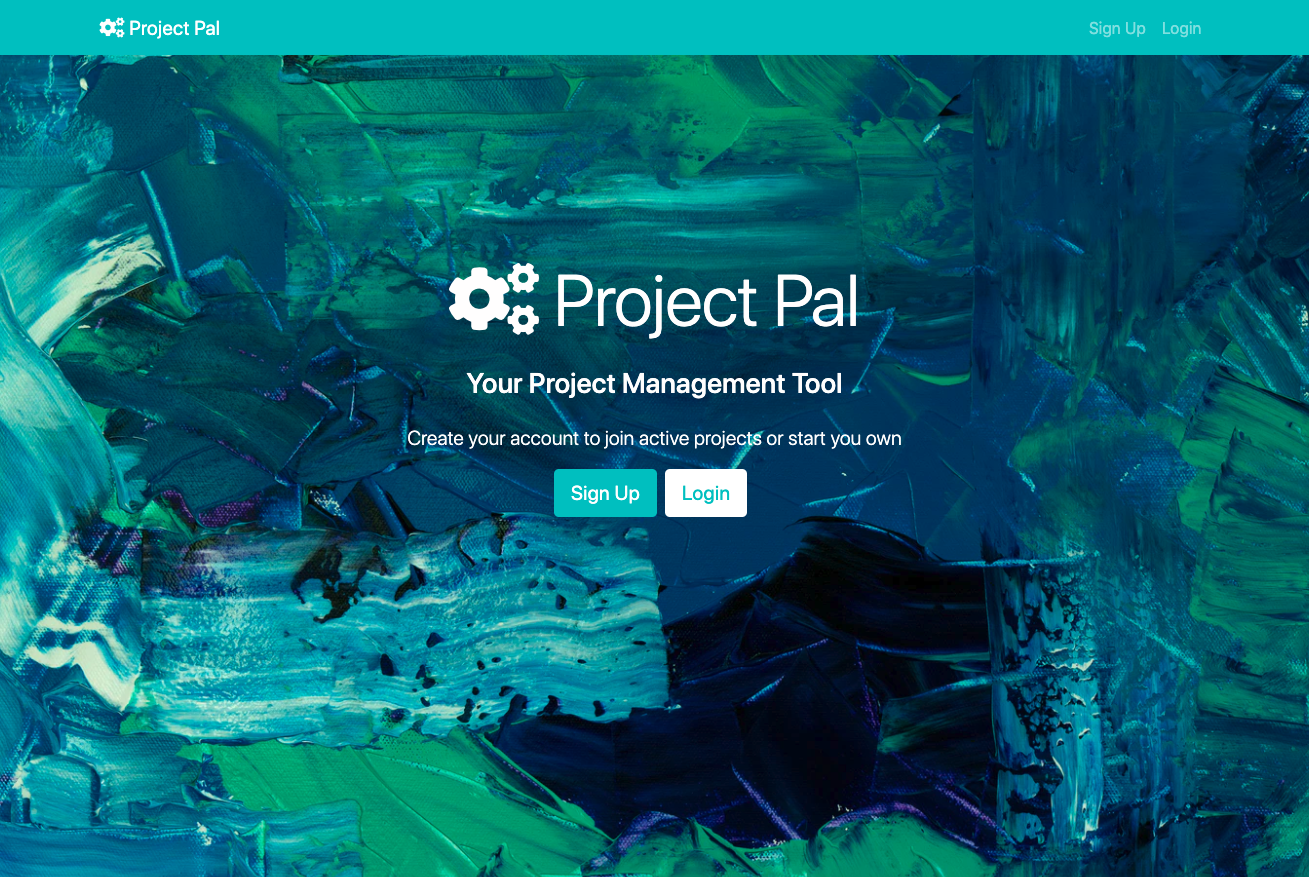 Project Pal
Sign Up Login
Project Pal
Your Project Management Tool
Create your account to join active projects or start you own
Sign Up Login